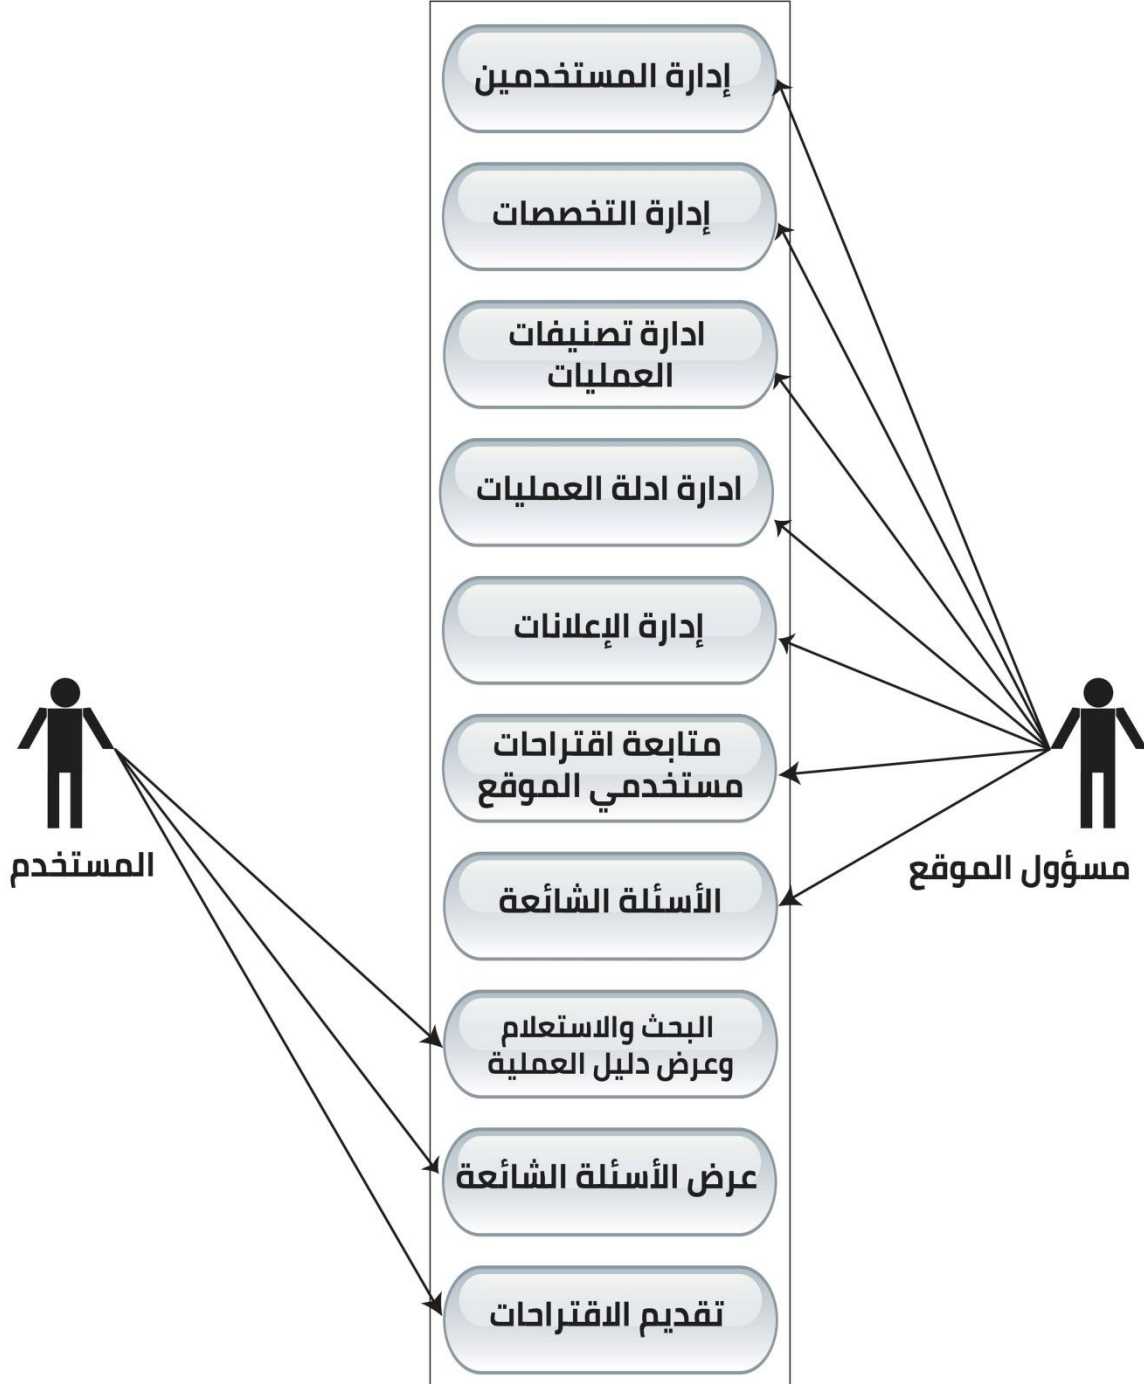 إدارة المستخدمين
إدارة التخصصات
ادارة تصنيفات
العمليات
ادارة ادلة العمليات
إدارة الإعلانات
متابعة اقتراحات
مستخدمي الموقع
الأسئلة الشائعة
البحث والاستعلام
وعرض دليل العملية
عرض الأسئلة الشائعة
تقديم الاقتراحات
مسؤول الموقع
المستخدم